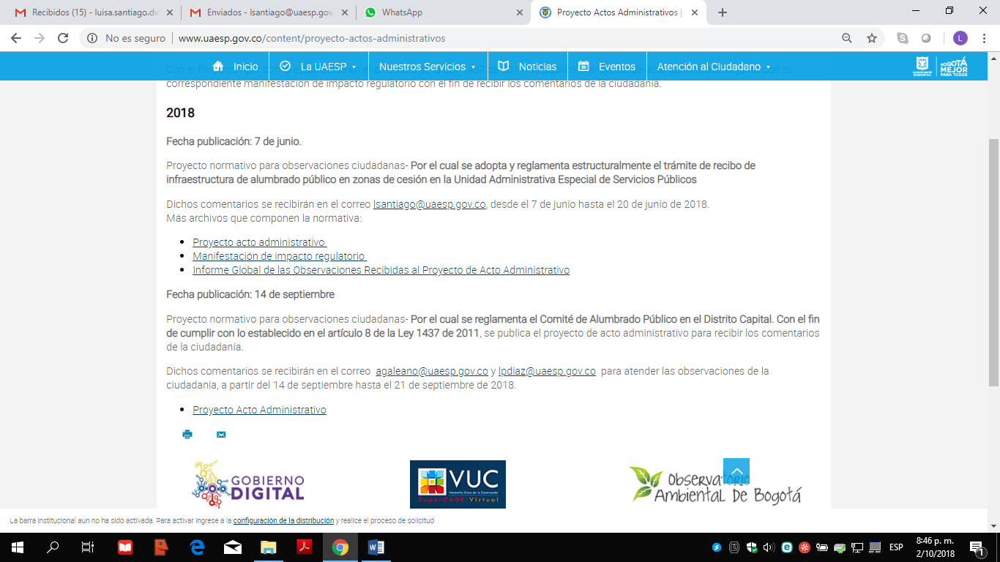 Recibidos (15) - luisa.santiago.dv
Enviados - lsantiago@uaesp.gov.
WhatsApp
Proyecto Actos Administrativos |
No es seguro | www.uaesp.gov.co/content/proyecto-actos-administrativos
L
Inicio
La UAESP
Nuestros Servicios
Noticias
Eventos
Atención al Ciudadano
BOGOTÁ
MEJOR
PARA TODOS
correspondiente manifestación de impacto regulatorio con el fin de recibir los comentarios de la ciudadanía.
2018
Fecha publicación: 7 de junio.
Proyecto normativo para observaciones ciudadanas- Por el cual se adopta y reglamenta estructuralmente el trámite de recibo de
infraestructura de alumbrado público en zonas de cesión en la Unidad Administrativa Especial de Servicios Públicos
Dichos comentarios se recibirán en el correo lsantiago@uaesp.gov.co, desde el 7 de junio hasta el 20 de junio de 2018.
Más archivos que componen la normativa:
• Proyecto acto administrativo
• Manifestación de impacto regulatorio
• Informe Global de las Observaciones Recibidas al Proyecto de Acto Administrativo
Fecha publicación: 14 de septiembre
Proyecto normativo para observaciones ciudadanas- Por el cual se reglamenta el Comité de Alumbrado Público en el Distrito Capital. Con el fin
de cumplir con lo establecido en el artículo 8 de la Ley 1437 de 2011, se publica el proyecto de acto administrativo para recibir los comentarios
de la ciudadanía.
Dichos comentarios se recibirán en el correo agaleano@uaesp.gov.co y lpdiaz@uaesp.gov.co para atender las observaciones de la
ciudadanía, a partir del 14 de septiembre hasta el 21 de septiembre de 2018.
• Proyecto Acto Administrativo
GOBIERNO
DIGITAL
VUC
Ventanilla Única de la Construcción
SuperCADE Virtual
Observatorio
Ambiental De Bogotá
La barra institucional aun no ha sido activada. Para activar ingrese a la configuración de la distribución y realice el proceso de solicitud
ESP
8:46 p. m.
2/10/2018
1